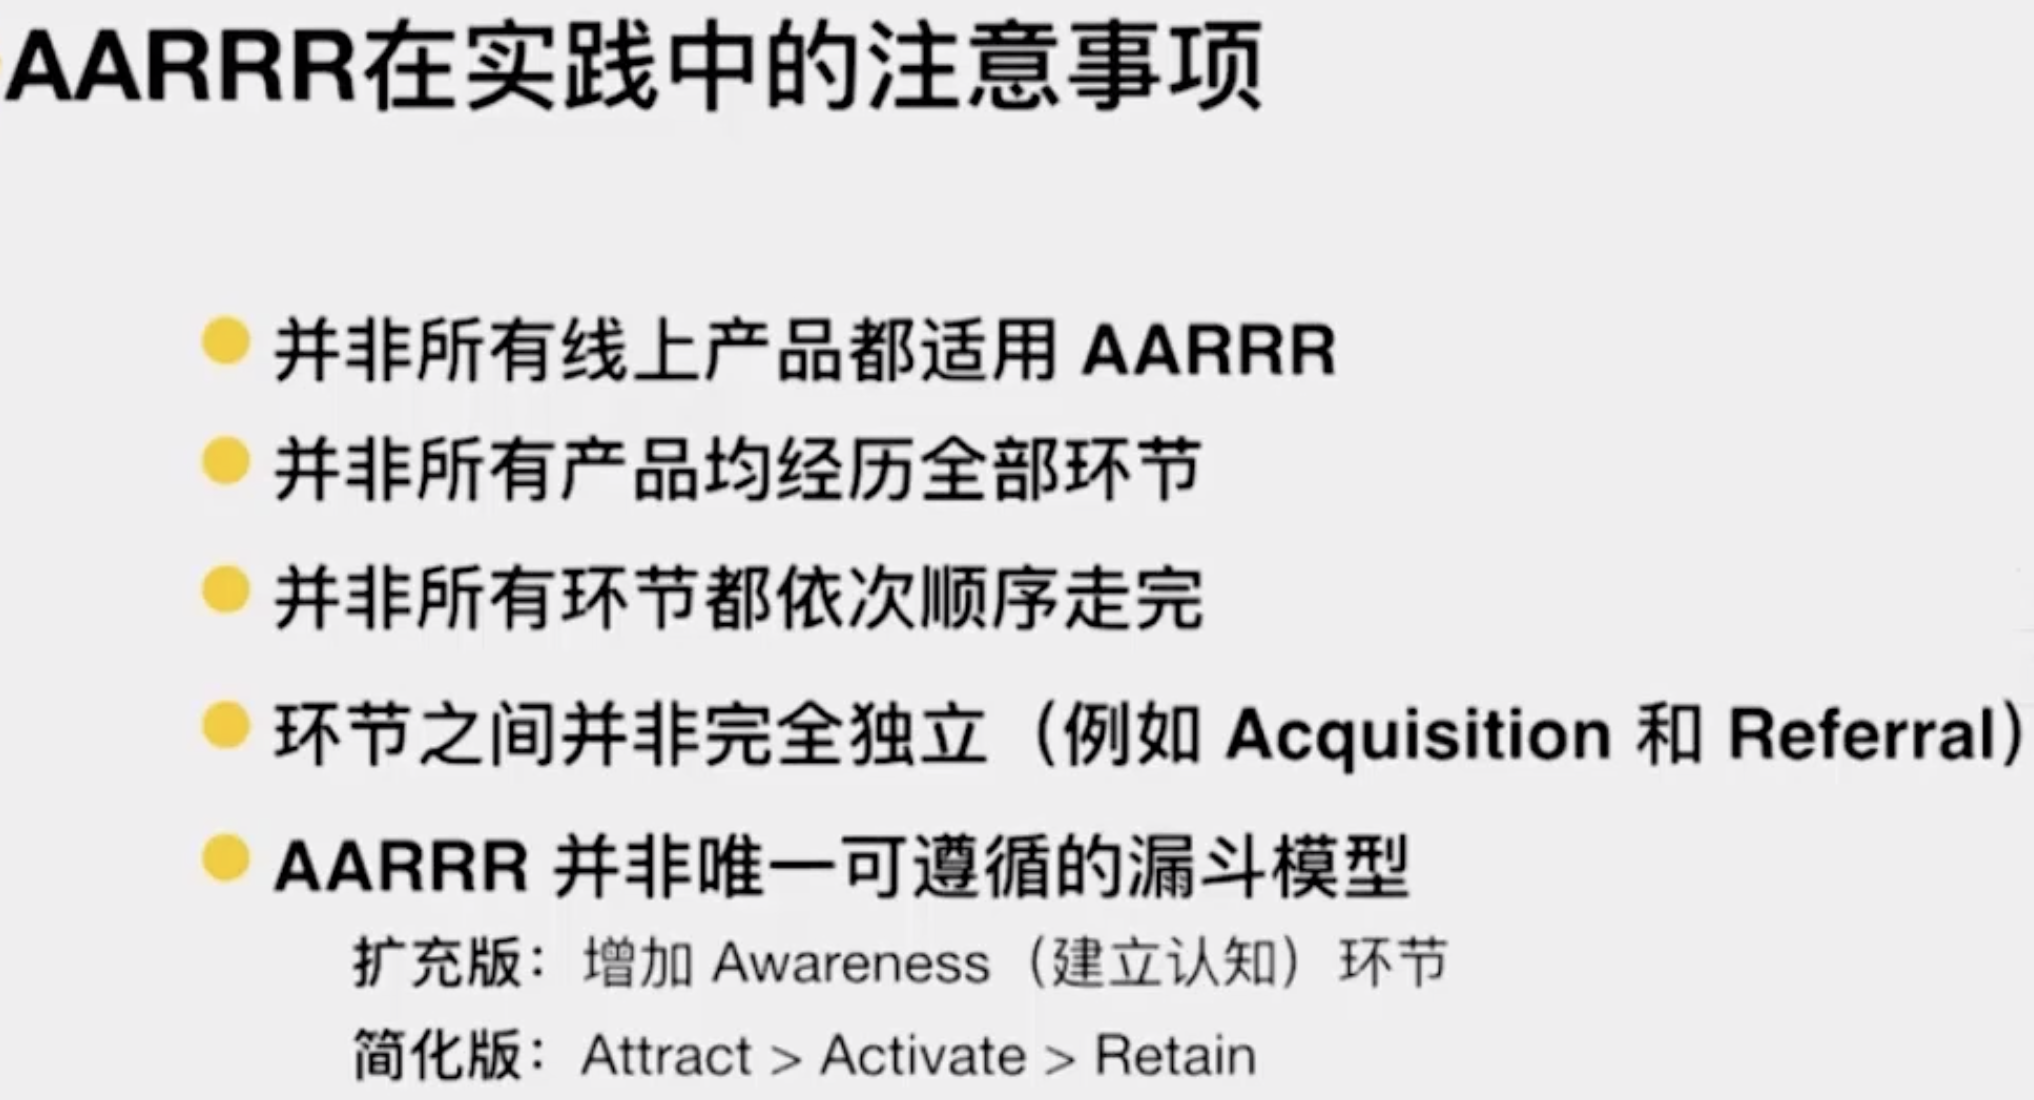 AARRR在实践中的注意事项
并非所有线上产品都适用 AARRR
并非所有产品均经历全部环节
并非所有环节都依次顺序走完
环节之间并非完全独立（例如 Acquisition 和 Referral）
AARRR 并非唯一可遵循的漏斗模型
扩充版：增加 Awareness（建立认知）环节
简化版：Attract > Activate > Retain